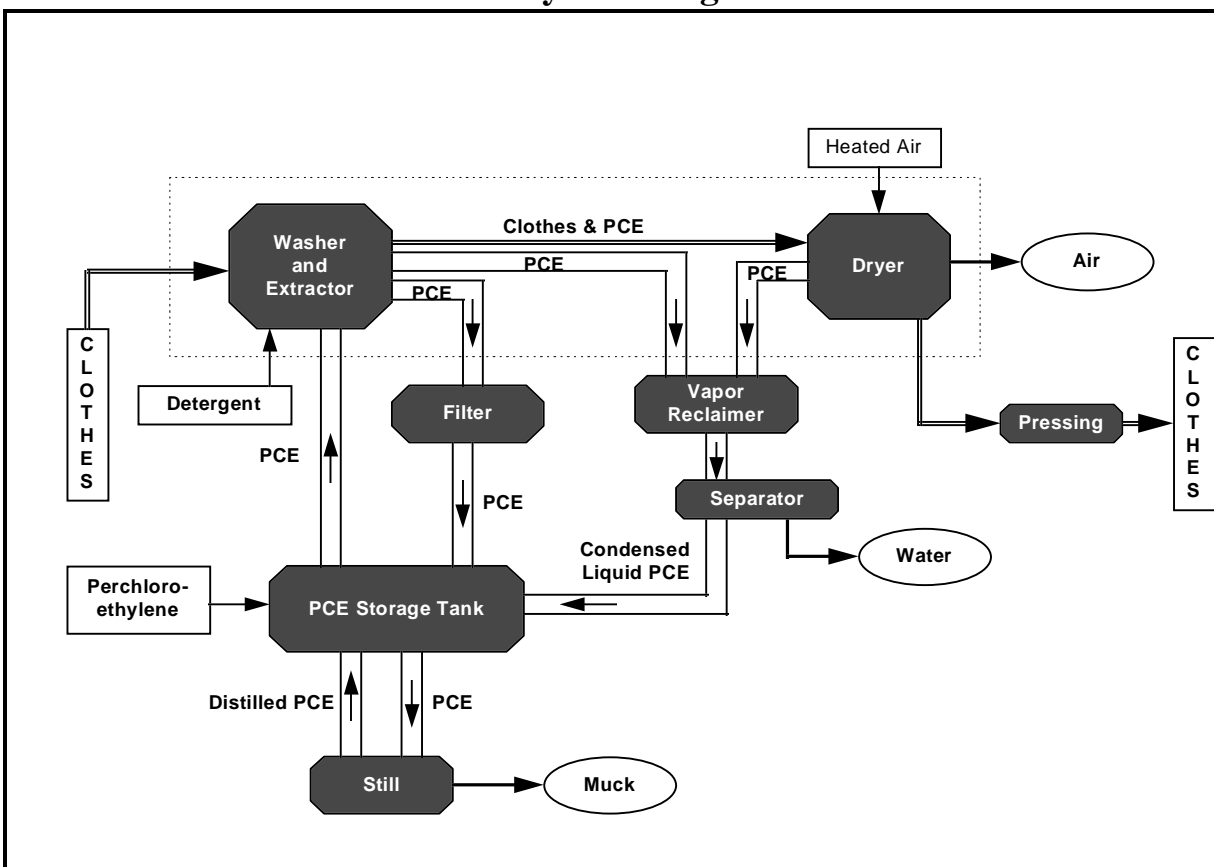 Heated Air
Clothes & PCE
Washer
and
Extractor
PCE
PCE
PCE
Dryer
Air
C
L
O
T
H
E
S
Detergent
Filter
Vapor
Reclaimer
Pressing
C
L
O
T
H
E
S
PCE
PCE
Separator
Condensed
Liquid PCE
Water
Perchloro-
ethylene
PCE Storage Tank
Distilled PCE
PCE
Still
Muck